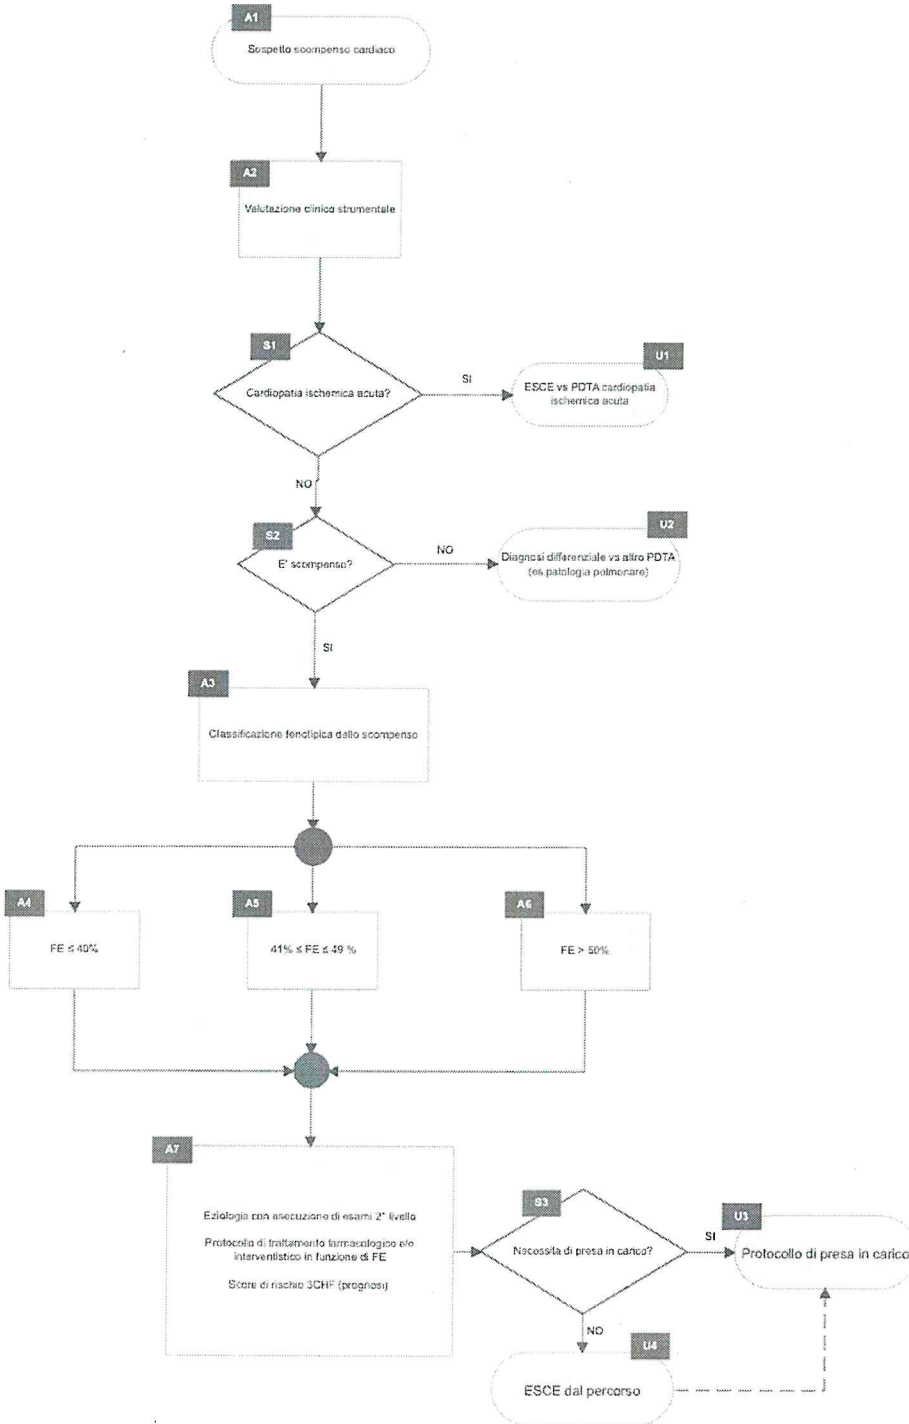 A1
Sospetto scompenso cardiaco
A2
Valutazione clinico strumentale
S1
Cardiopatia ischemica acuta?
SI
U1
ESCE vs PDTA cardiopatia
ischemica acuta
NO
S2
E' scompenso?
NO
U2
Diagnosi differenziale vs altro PDTA
(es patologia polmonare)
SI
A3
Classificazione fenotipica dello scompenso
A4
FE ≤ 40%
A5
41% ≤ FE ≤ 49 %
A6
FE > 50%
A7
Eziologia con esecuzione di esami 2° livello
Protocollo di trattamento farmacologico e/o
interventistico in funzione di FE
Score di rischio 3CHF (prognosi)
S3
Necessita di presa in carico?
SI
U3
Protocollo di presa in carico
NO
U4
ESCE dal percorso